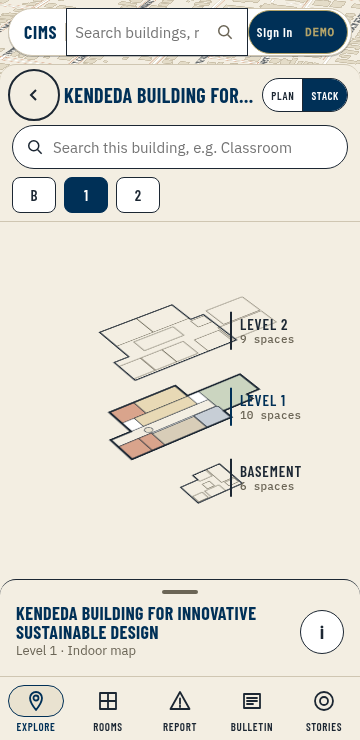 CIMS
Search buildings, r
Sign In DEMO
KENDEDA BUILDING FOR...
PLAN
STACK
Search this building, e.g. Classroom
B
1
2
LEVEL 2
9 spaces
LEVEL 1
10 spaces
BASEMENT
6 spaces
KENDEDA BUILDING FOR INNOVATIVE
SUSTAINABLE DESIGN
Level 1 · Indoor map
i
EXPLORE
ROOMS
REPORT
BULLETIN
STORIES